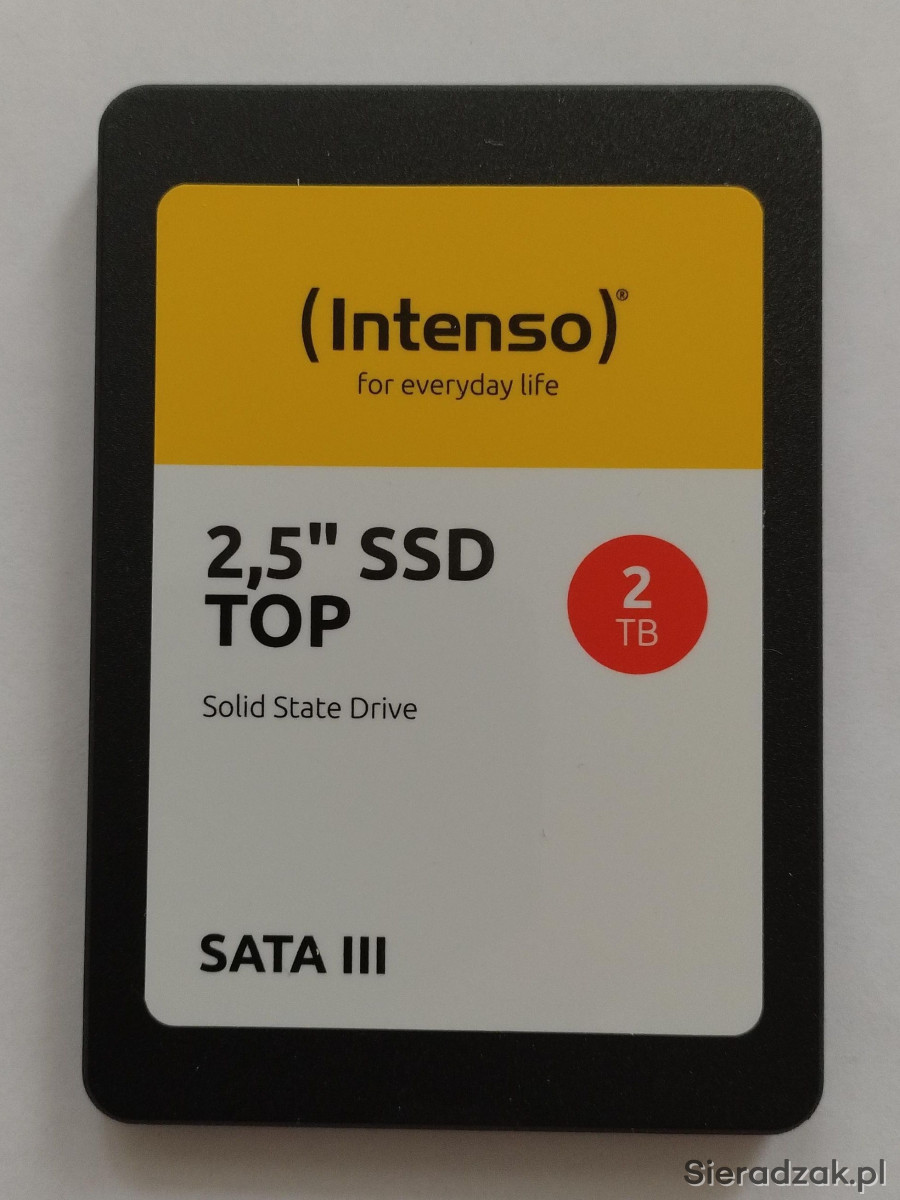 (Intenso)®
for everyday life
2,5" SSD
TOP
2
TB
Solid State Drive
SATA III
Sieradzak.pl